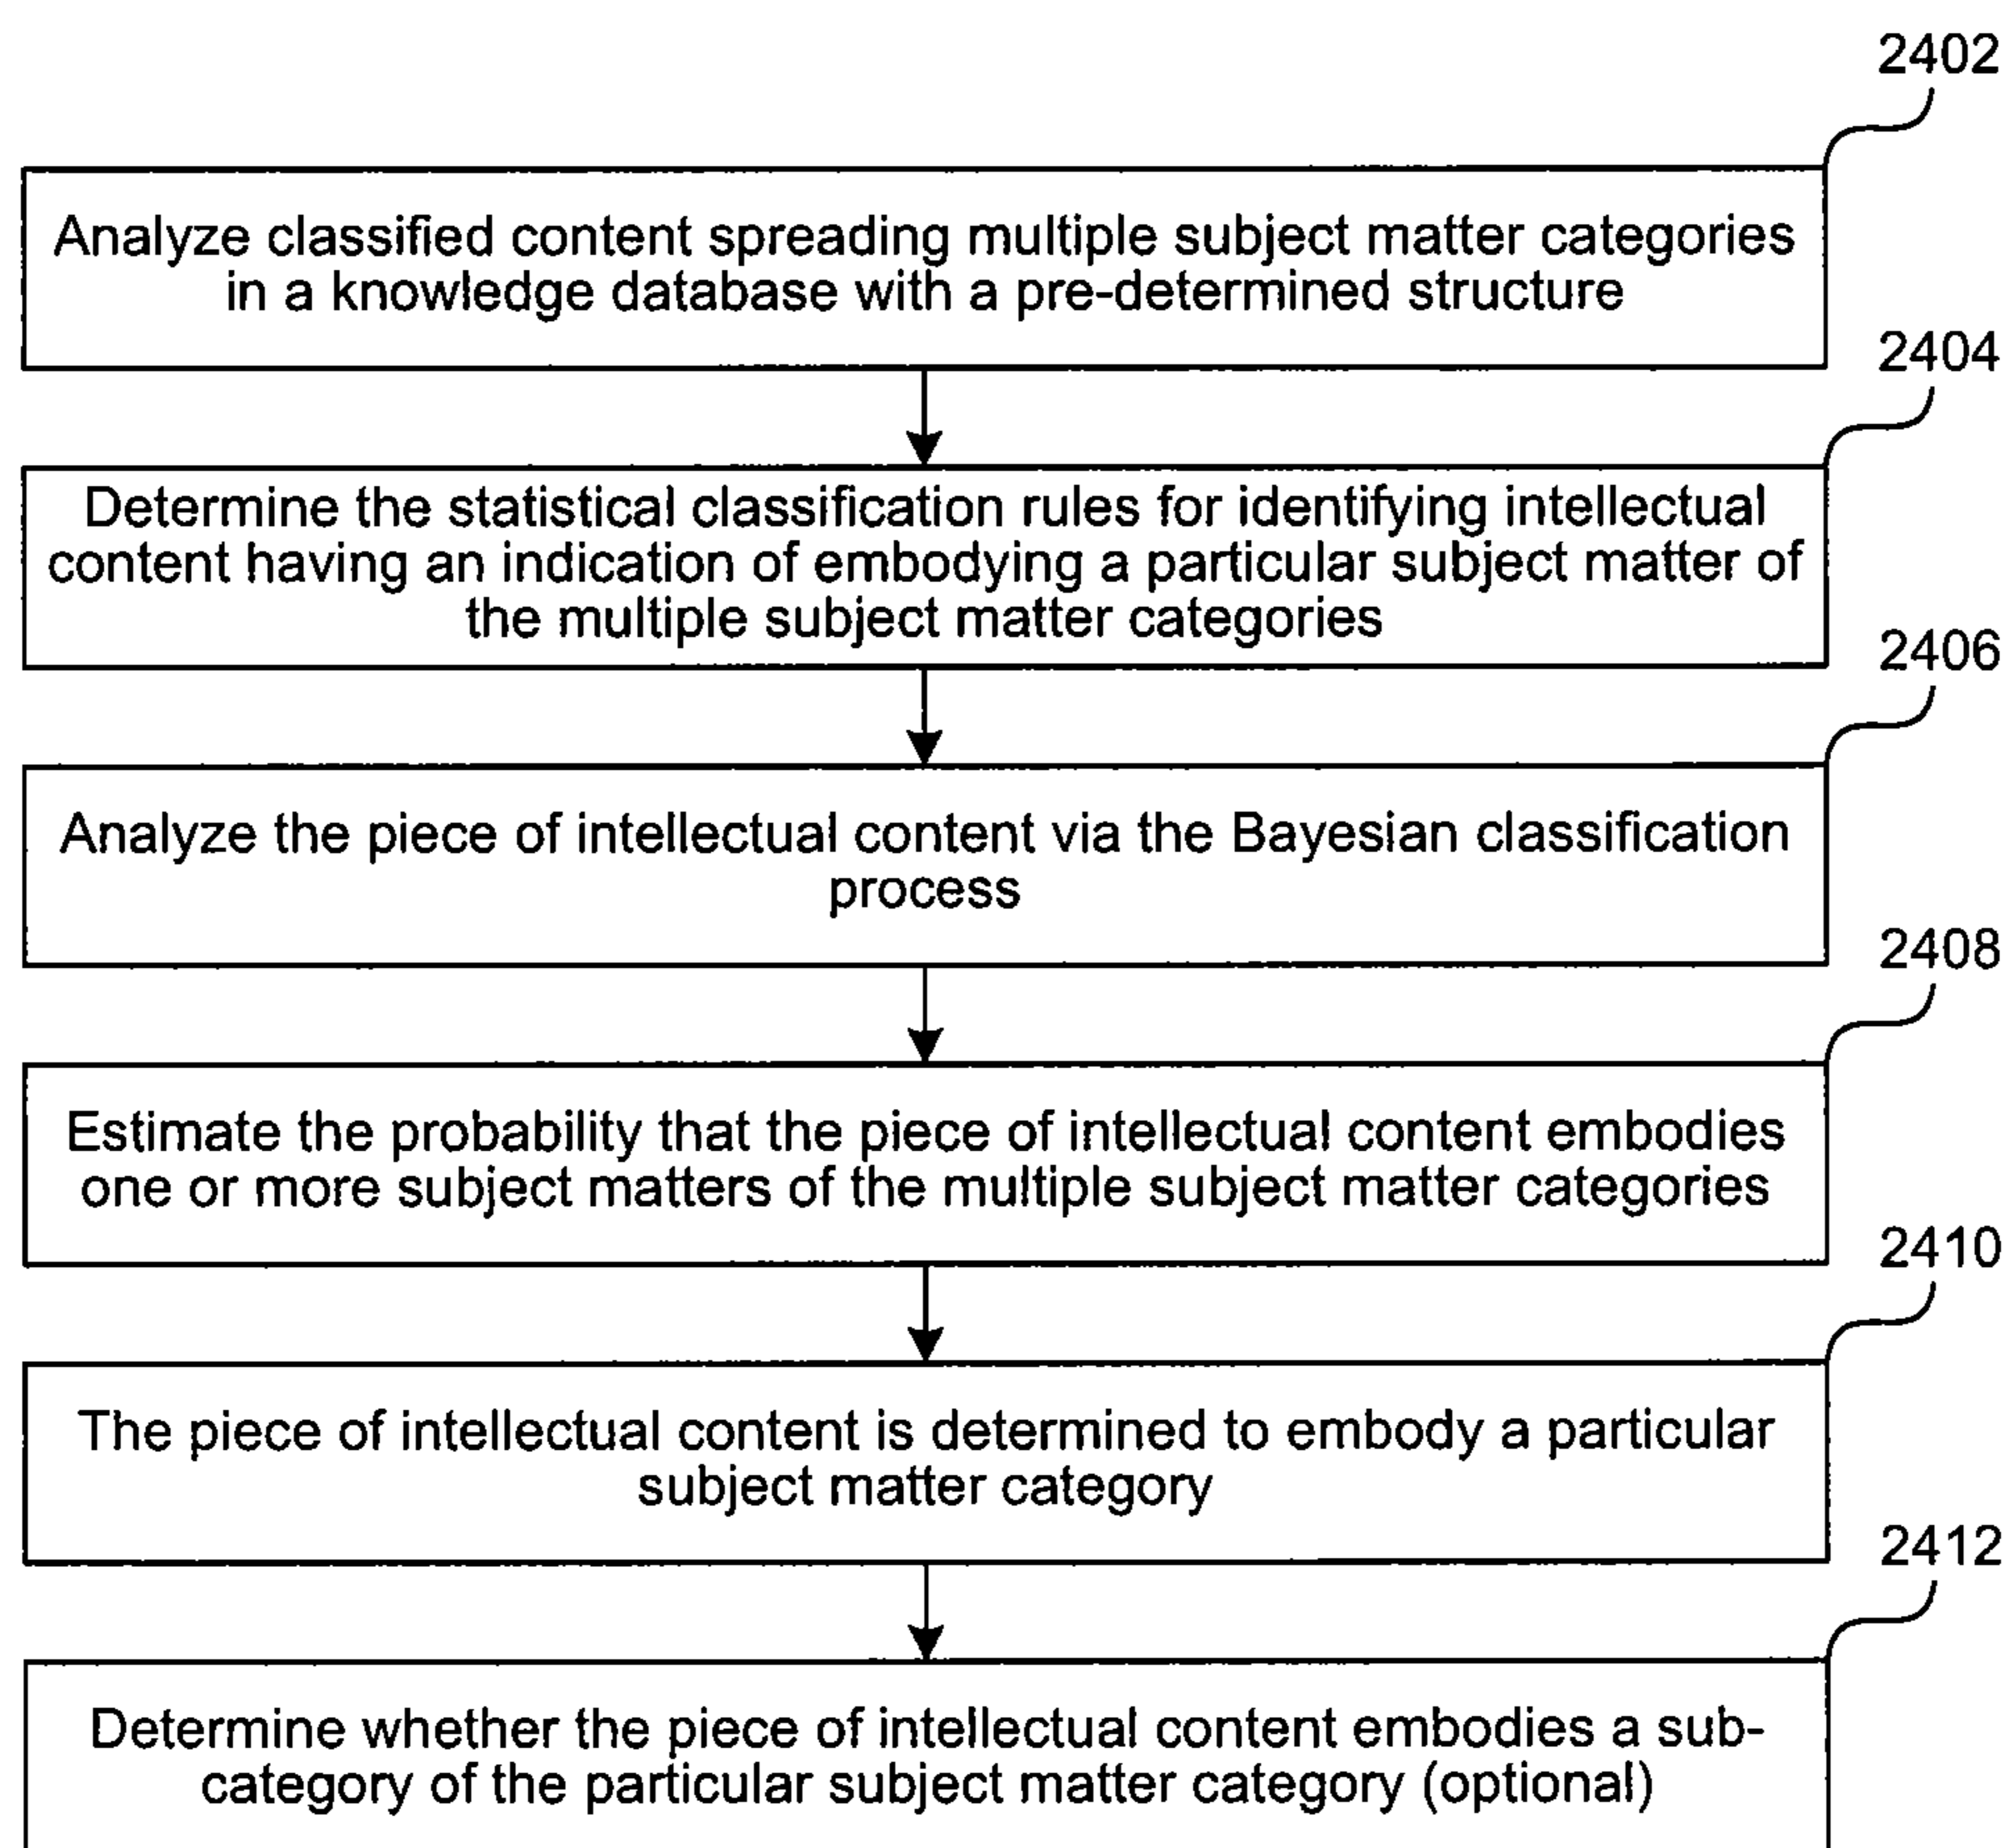 2402
Analyze classified content spreading multiple subject matter categories
in a knowledge database with a pre-determined structure
2404
Determine the statistical classification rules for identifying intellectual
content having an indication of embodying a particular subject matter of
the multiple subject matter categories
2406
Analyze the piece of intellectual content via the Bayesian classification
process
2408
Estimate the probability that the piece of intellectual content embodies
one or more subject matters of the multiple subject matter categories
2410
The piece of intellectual content is determined to embody a particular
subject matter category
2412
Determine whether the piece of intellectual content embodies a sub-
category of the particular subject matter category (optional)